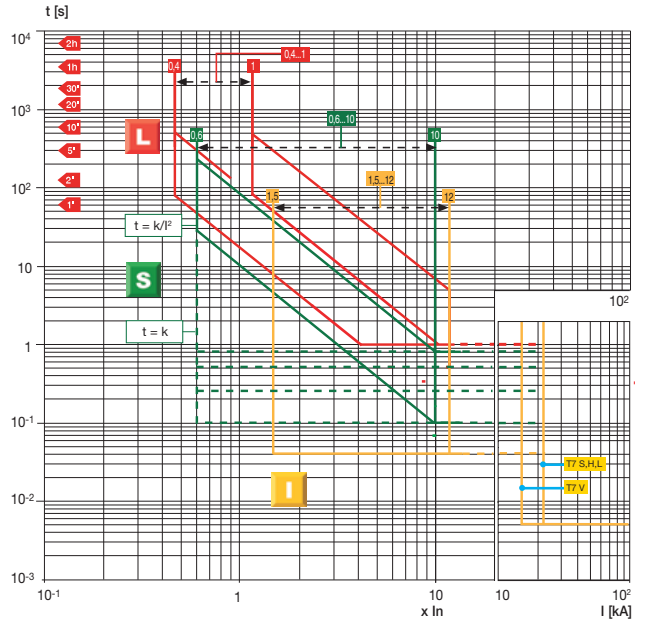 t [s]
10⁴
2h
1h
0,4
1
0,4...1
30'
10³
20'
10'
L
0,6
0,6...10
10
5'
2'
1,5...12
10²
1'
1,5
12
t = k/I²
10
S
10²
t = k
1
10⁻¹
T7 S,H,L
I
T7 V
10⁻²
10⁻³
10⁻¹
1
10
10
10²
x In
I [kA]